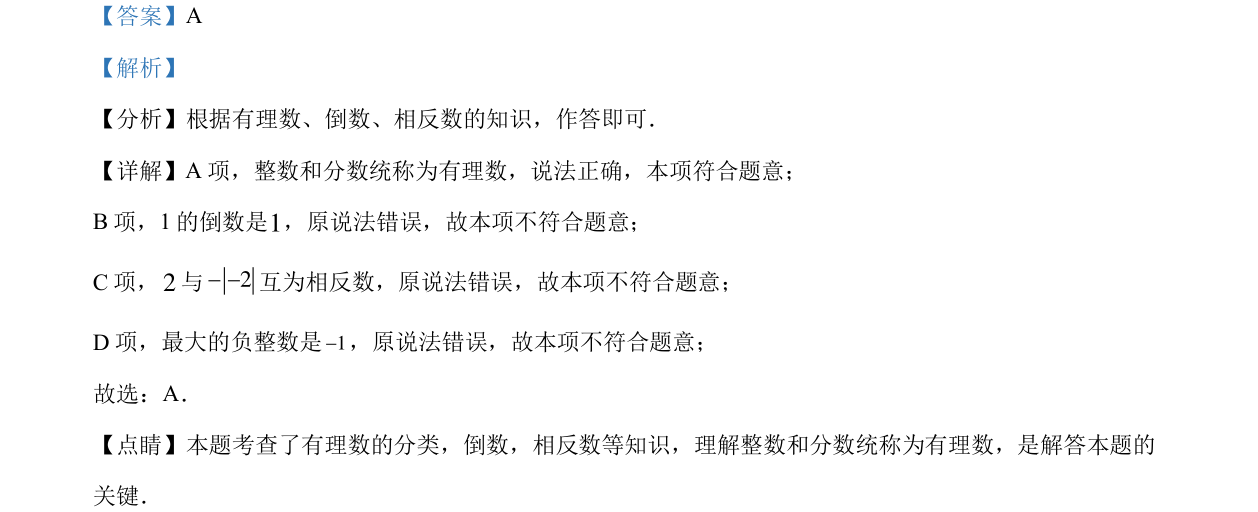 【答案】A
【解析】
【分析】根据有理数、倒数、相反数的知识，作答即可．
【详解】A 项，整数和分数统称为有理数，说法正确，本项符合题意；
B 项，1 的倒数是1，原说法错误，故本项不符合题意；
C 项，2与−|−2|互为相反数，原说法错误，故本项不符合题意；
D 项，最大的负整数是−1，原说法错误，故本项不符合题意；
故选：A．
【点睛】本题考查了有理数的分类，倒数，相反数等知识，理解整数和分数统称为有理数，是解答本题的
关键．